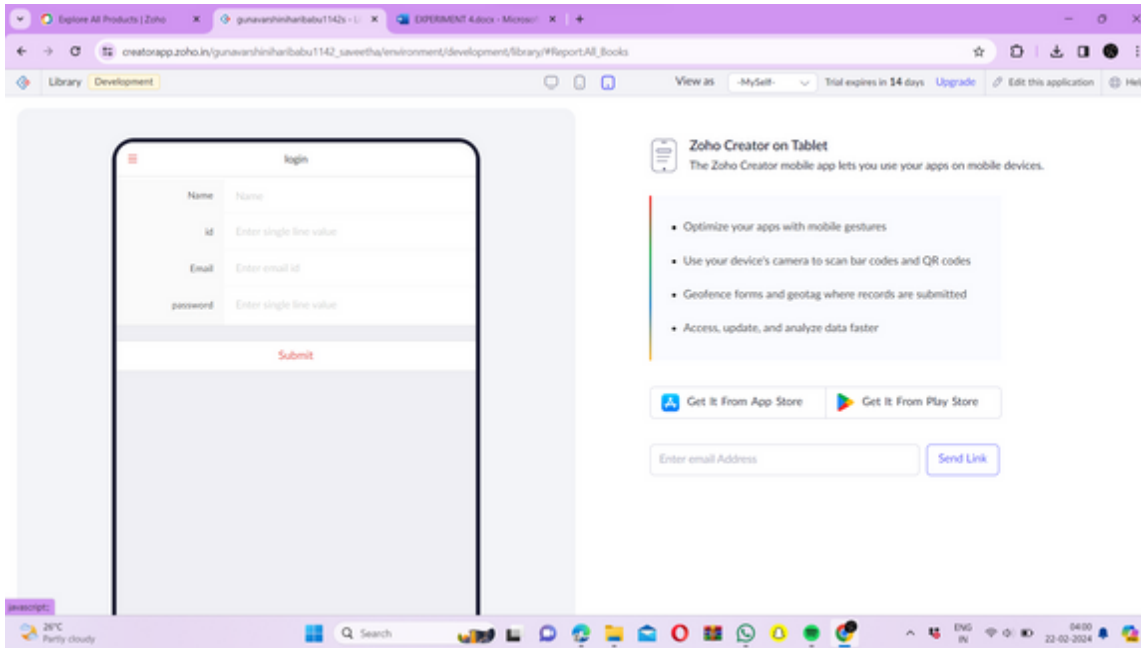 Explore All Products | Zoho
gunavarshiniharibabu1142s - Li
EXPERIMENT 4.docx - Microsof
creatorapp.zoho.in/gunavarshiniharibabu1142_saveetha/environment/development/library/#Report:All_Books
Library Development View as -MySelf- Trial expires in 14 days Upgrade Edit this application Hel
login
Name Name
id Enter single line value
Email Enter email id
password Enter single line value
Submit
Zoho Creator on Tablet
The Zoho Creator mobile app lets you use your apps on mobile devices.
Optimize your apps with mobile gestures
Use your device's camera to scan bar codes and QR codes
Geofence forms and geotag where records are submitted
Access, update, and analyze data faster
Get It From App Store Get It From Play Store
Enter email Address Send Link
javascript:;
26°C
Partly cloudy
Search
ENG
IN
04:00
22-02-2024